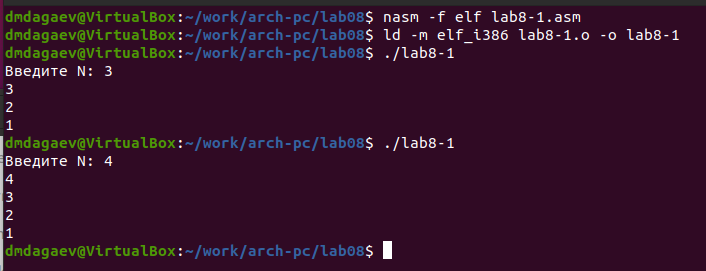 dmdagaev@VirtualBox:~/work/arch-pc/lab08$ nasm -f elf lab8-1.asm
dmdagaev@VirtualBox:~/work/arch-pc/lab08$ ld -m elf_i386 lab8-1.o -o lab8-1
dmdagaev@VirtualBox:~/work/arch-pc/lab08$ ./lab8-1
Введите N: 3
3
2
1
dmdagaev@VirtualBox:~/work/arch-pc/lab08$ ./lab8-1
Введите N: 4
4
3
2
1
dmdagaev@VirtualBox:~/work/arch-pc/lab08$